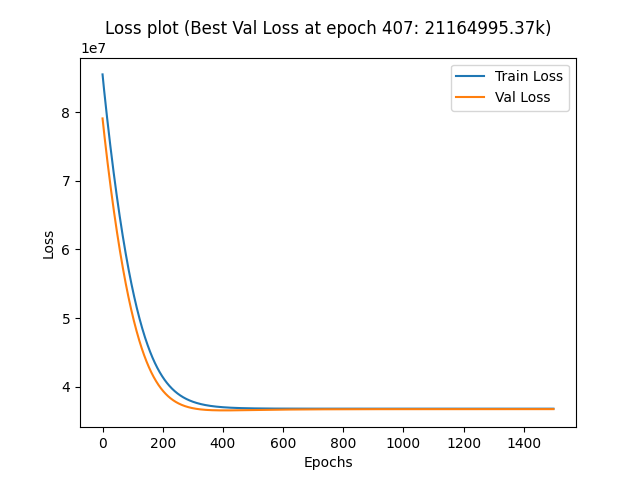 Loss plot (Best Val Loss at epoch 407: 21164995.37k)
1e7
Train Loss
Val Loss
8
7
6
5
4
Loss
0 200 400 600 800 1000 1200 1400
Epochs